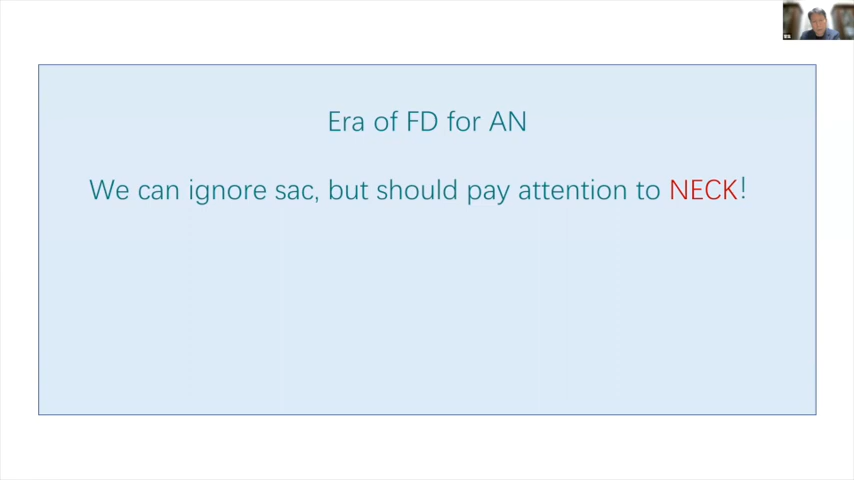 Era of FD for AN
We can ignore sac, but should pay attention to NECK!